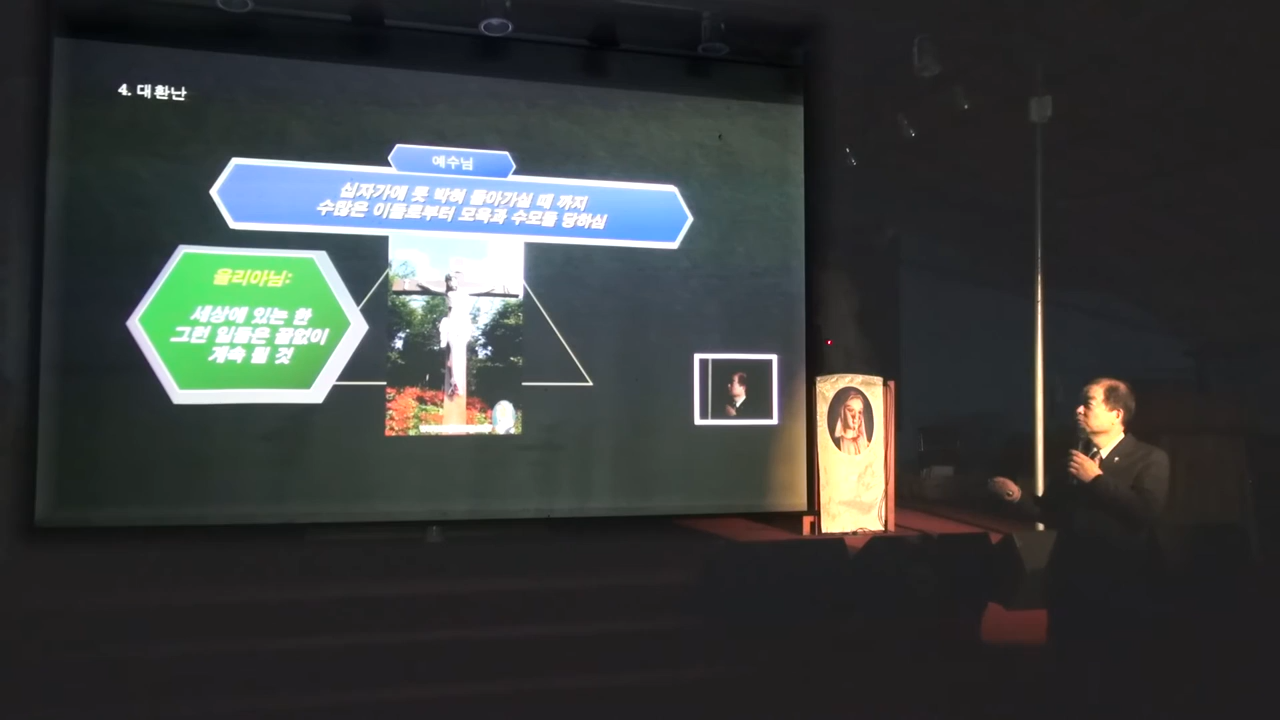 4. 대환난
예수님
십자가에 못 박혀 돌아가실 때 까지
수많은 이들로부터 모욕과 수모를 당하심
율리아님:
세상에 있는 한
그런 일들은 끝없이
계속 될 것